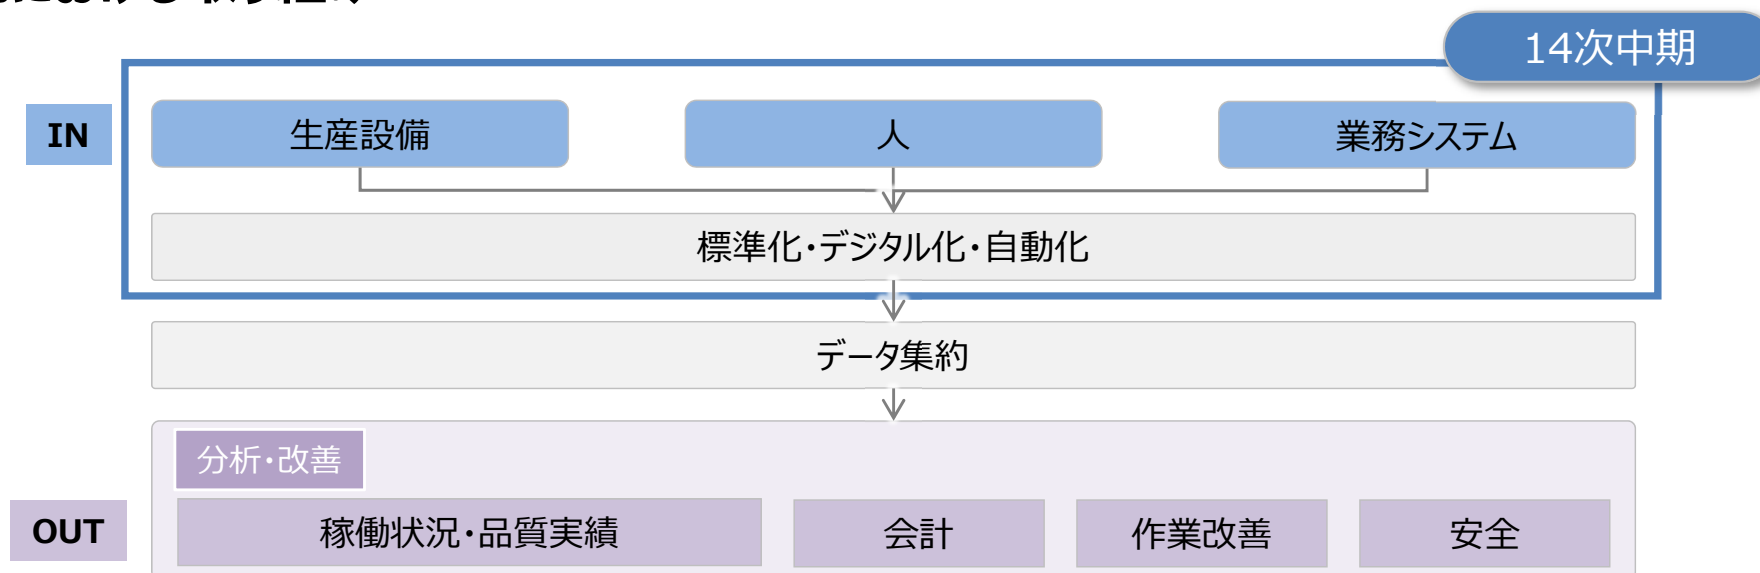 14次中期
IN
生産設備
人
業務システム
標準化・デジタル化・自動化
データ集約
分析・改善
OUT
稼働状況・品質実績
会計
作業改善
安全